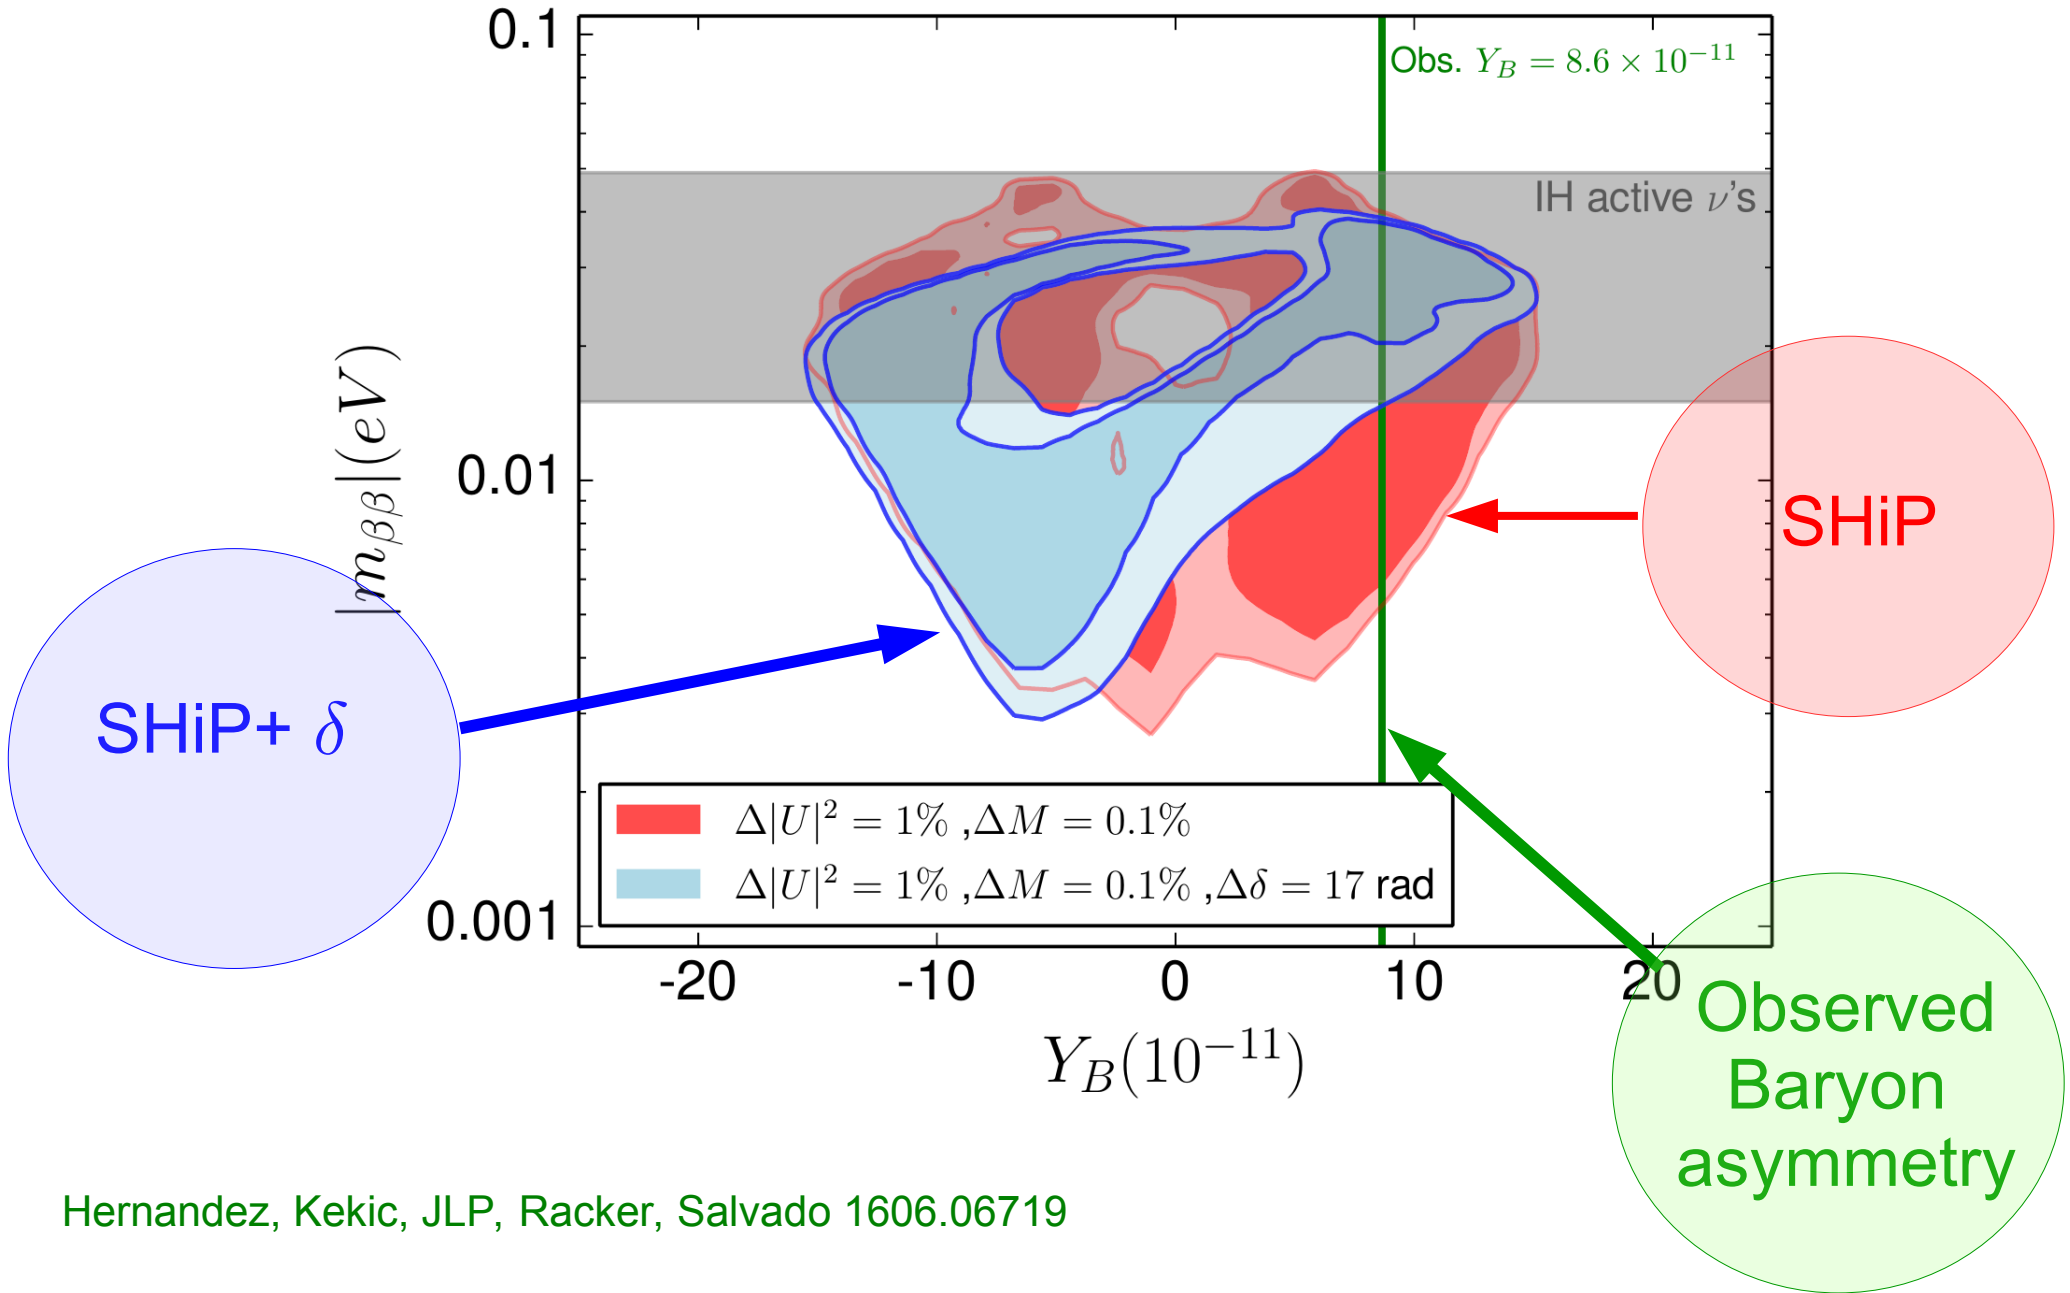 0.1
Obs. Y_B = 8.6 × 10^{-11}
IH active ν's
|m_{ββ}|(eV)
0.01
SHiP
SHiP+ δ
Δ|U|² = 1% ,ΔM = 0.1%
Δ|U|² = 1% ,ΔM = 0.1% ,Δδ = 17 rad
0.001
-20 -10 0 10 20
Y_B(10^{-11})
Observed
Baryon
asymmetry
Hernandez, Kekic, JLP, Racker, Salvado 1606.06719